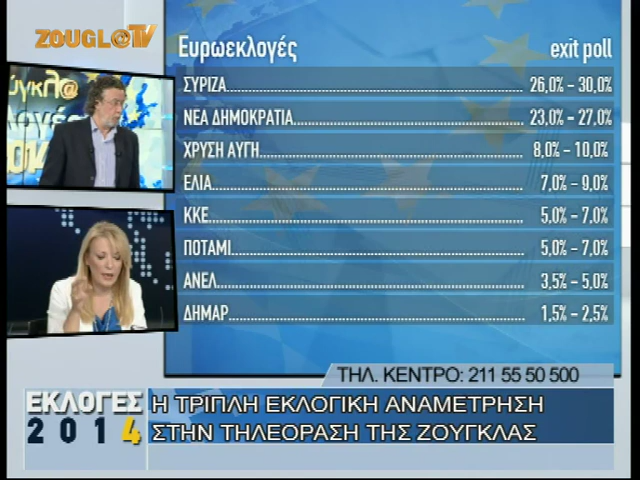 ZOUGL@TV
Ευρωεκλογές exit poll
ΣΥΡΙΖΑ 26,0% - 30,0%
ΝΕΑ ΔΗΜΟΚΡΑΤΙΑ 23,0% - 27,0%
ΧΡΥΣΗ ΑΥΓΗ 8,0% - 10,0%
ΕΛΙΑ 7,0% - 9,0%
ΚΚΕ 5,0% - 7,0%
ΠΟΤΑΜΙ 5,0% - 7,0%
ΑΝΕΛ 3,5% - 5,0%
ΔΗΜΑΡ 1,5% - 2,5%
ΤΗΛ. ΚΕΝΤΡΟ: 211 55 50 500
ΕΚΛΟΓΕΣ
2014
Η ΤΡΙΠΛΗ ΕΚΛΟΓΙΚΗ ΑΝΑΜΕΤΡΗΣΗ
ΣΤΗΝ ΤΗΛΕΟΡΑΣΗ ΤΗΣ ΖΟΥΓΚΛΑΣ